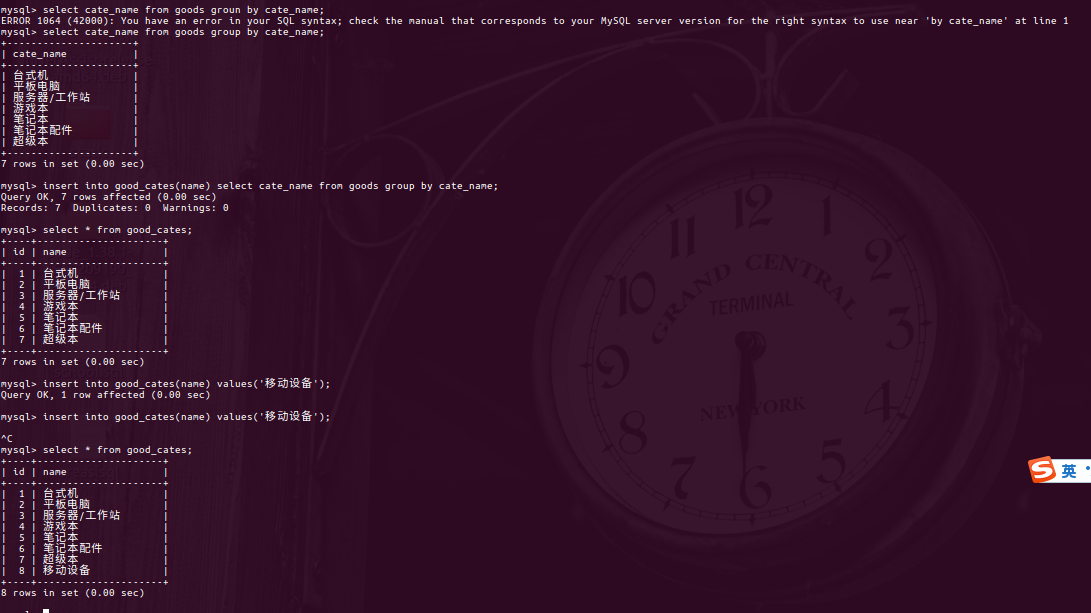 mysql> select cate_name from goods groun by cate_name;
ERROR 1064 (42000): You have an error in your SQL syntax; check the manual that corresponds to your MySQL server version for the right syntax to use near 'by cate_name' at line 1
mysql> select cate_name from goods group by cate_name;
+---------------------+
| cate_name           |
+---------------------+
| 台式机              |
| 平板电脑            |
| 服务器/工作站       |
| 游戏本              |
| 笔记本              |
| 笔记本配件          |
| 超级本              |
+---------------------+
7 rows in set (0.00 sec)
mysql> insert into good_cates(name) select cate_name from goods group by cate_name;
Query OK, 7 rows affected (0.00 sec)
Records: 7  Duplicates: 0  Warnings: 0
mysql> select * from good_cates;
+----+---------------------+
| id | name                |
+----+---------------------+
|  1 | 台式机              |
|  2 | 平板电脑            |
|  3 | 服务器/工作站       |
|  4 | 游戏本              |
|  5 | 笔记本              |
|  6 | 笔记本配件          |
|  7 | 超级本              |
+----+---------------------+
7 rows in set (0.00 sec)
mysql> insert into good_cates(name) values('移动设备');
Query OK, 1 row affected (0.00 sec)
mysql> insert into good_cates(name) values('移动设备');
^C
mysql> select * from good_cates;
+----+---------------------+
| id | name                |
+----+---------------------+
|  1 | 台式机              |
|  2 | 平板电脑            |
|  3 | 服务器/工作站       |
|  4 | 游戏本              |
|  5 | 笔记本              |
|  6 | 笔记本配件          |
|  7 | 超级本              |
|  8 | 移动设备            |
+----+---------------------+
8 rows in set (0.00 sec)
12
1
2
3
4
5
6
7
8
9
10
11
GRAND CENTRAL
TERMINAL
NEW YORK
S 英